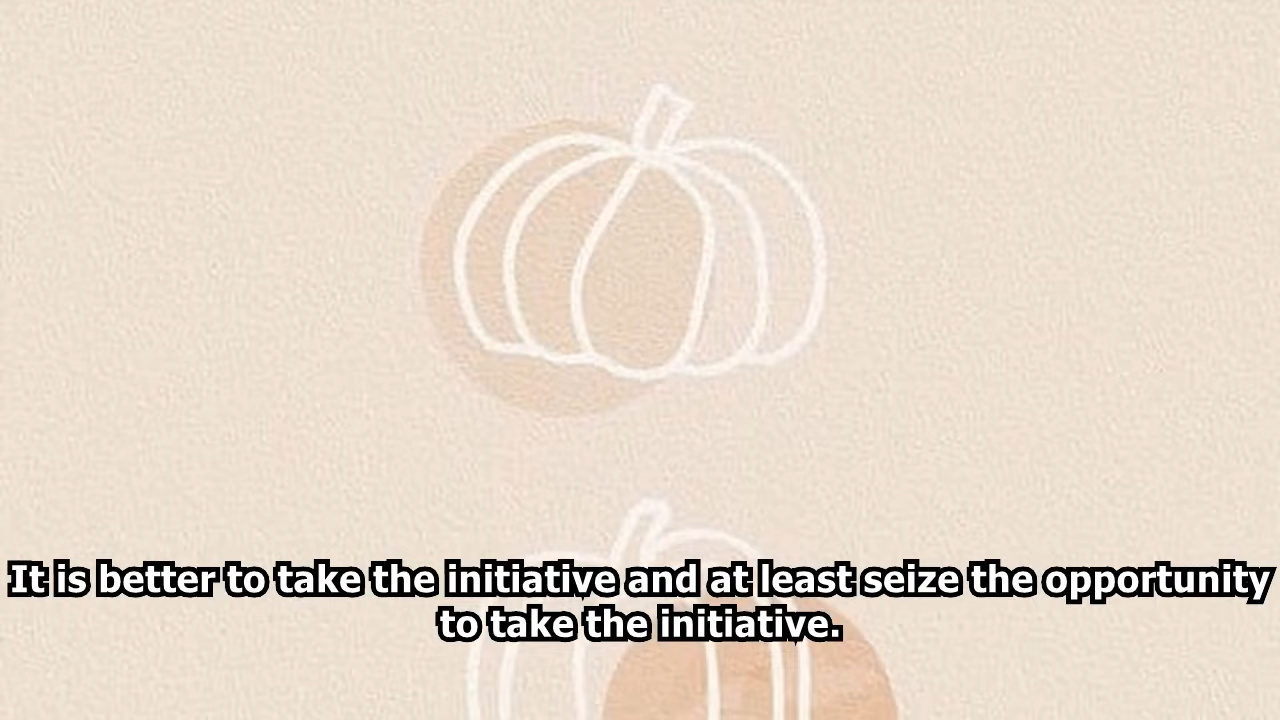 It is better to take the initiative and at least seize the opportunity
to take the initiative.